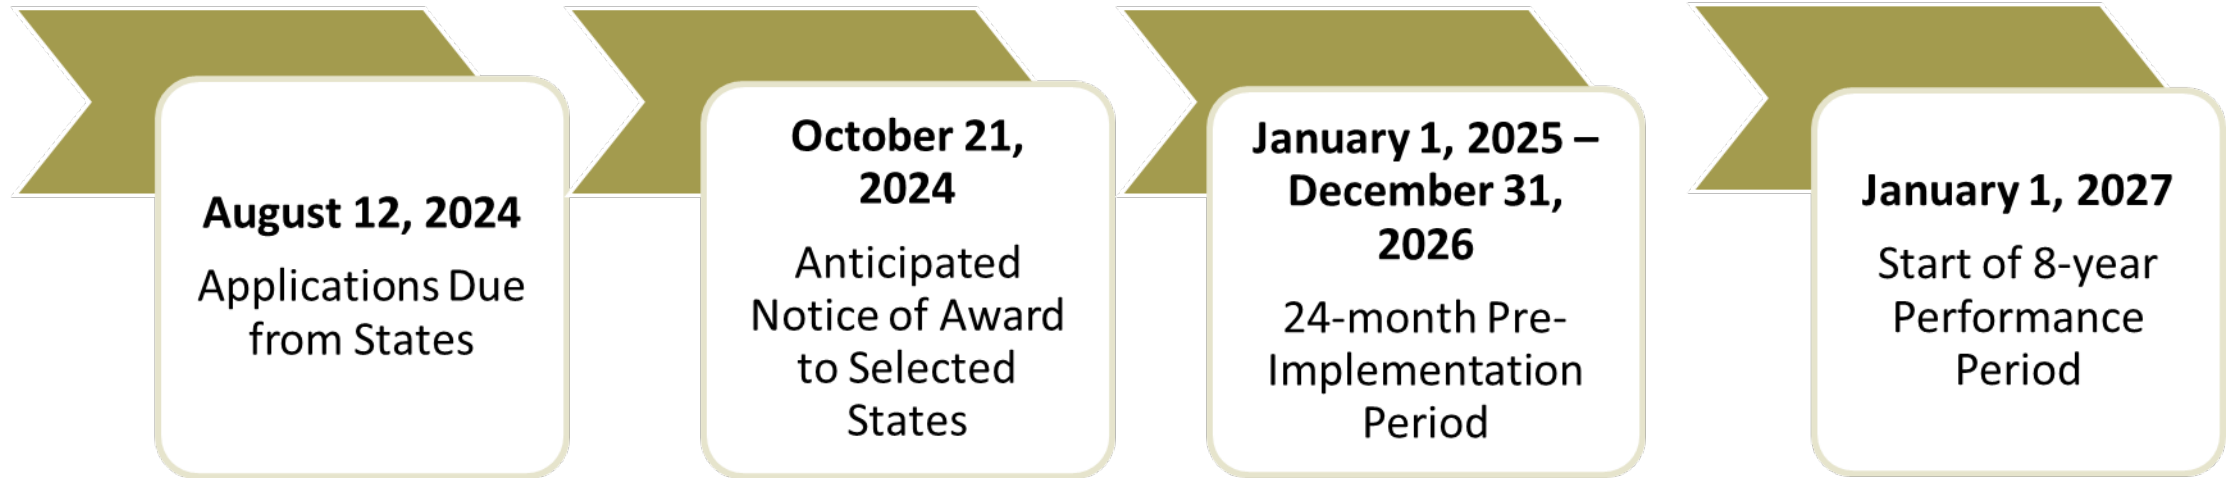 August 12, 2024
Applications Due
from States
October 21,
2024
Anticipated
Notice of Award
to Selected
States
January 1, 2025 –
December 31,
2026
24-month Pre-
Implementation
Period
January 1, 2027
Start of 8-year
Performance
Period